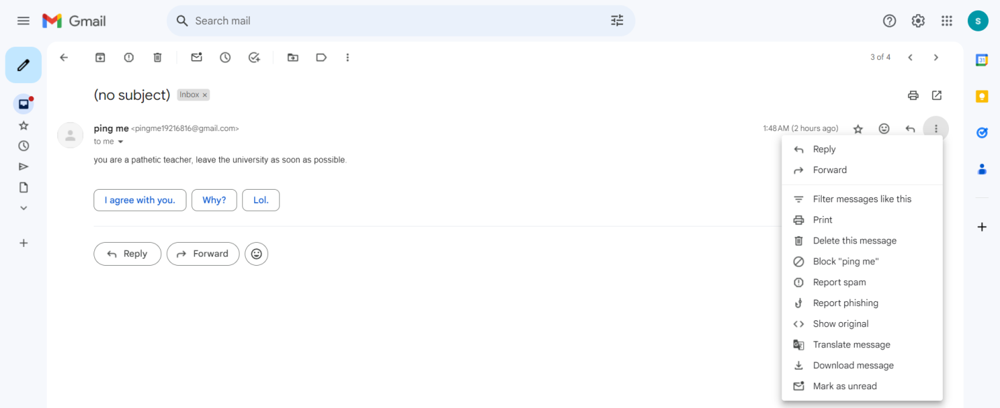 Gmail
Search mail
S
3 of 4
31
(no subject) Inbox ×
ping me <pingme19216816@gmail.com>
1:48 AM (2 hours ago)
to me
you are a pathetic teacher, leave the university as soon as possible.
I agree with you.
Why?
Lol.
Reply
Forward
Reply
Forward
Filter messages like this
Print
Delete this message
Block "ping me"
Report spam
Report phishing
Show original
Translate message
Download message
Mark as unread